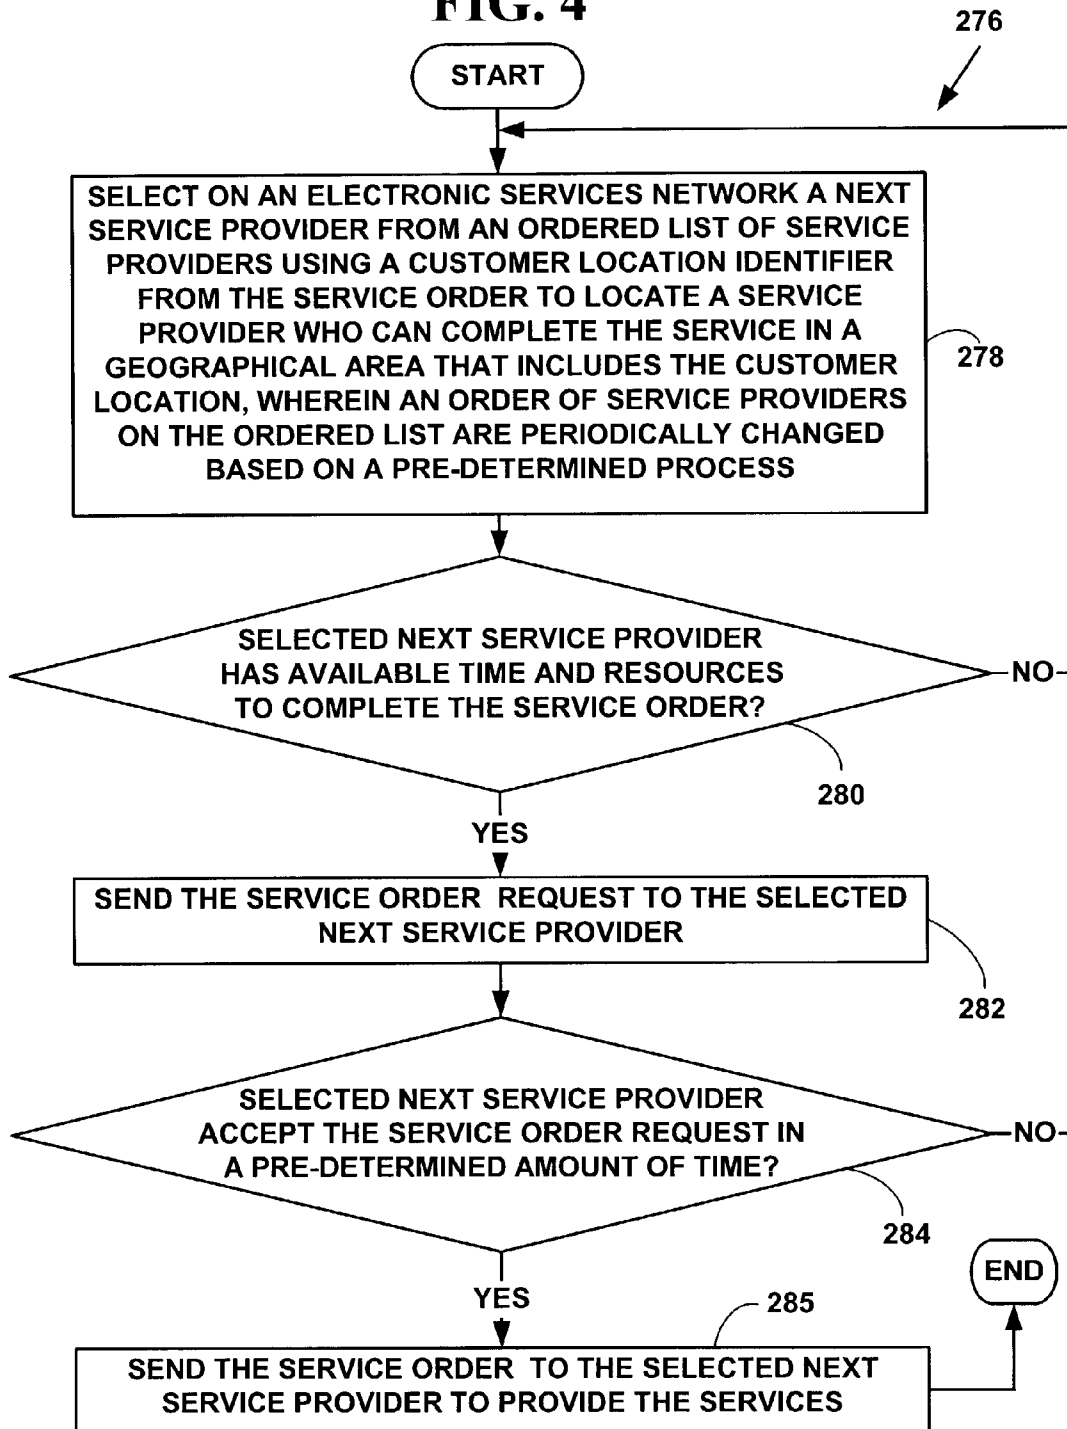 FIG. 4
276
START
SELECT ON AN ELECTRONIC SERVICES NETWORK A NEXT
SERVICE PROVIDER FROM AN ORDERED LIST OF SERVICE
PROVIDERS USING A CUSTOMER LOCATION IDENTIFIER
FROM THE SERVICE ORDER TO LOCATE A SERVICE
PROVIDER WHO CAN COMPLETE THE SERVICE IN A
GEOGRAPHICAL AREA THAT INCLUDES THE CUSTOMER
LOCATION, WHEREIN AN ORDER OF SERVICE PROVIDERS
ON THE ORDERED LIST ARE PERIODICALLY CHANGED
BASED ON A PRE-DETERMINED PROCESS
278
SELECTED NEXT SERVICE PROVIDER
HAS AVAILABLE TIME AND RESOURCES
TO COMPLETE THE SERVICE ORDER?
NO
280
YES
SEND THE SERVICE ORDER REQUEST TO THE SELECTED
NEXT SERVICE PROVIDER
282
SELECTED NEXT SERVICE PROVIDER
ACCEPT THE SERVICE ORDER REQUEST IN
A PRE-DETERMINED AMOUNT OF TIME?
NO
284
YES
END
285
SEND THE SERVICE ORDER TO THE SELECTED NEXT
SERVICE PROVIDER TO PROVIDE THE SERVICES